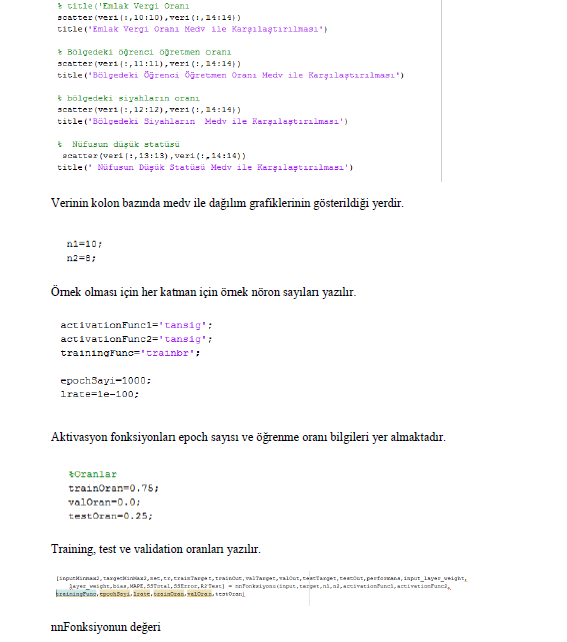 % title('Emlak Vergi Oranı
scatter(veri(:,10:10),veri(:,14:14))
title('Emlak Vergi Oranı Medv ile Karşılaştırılması')
% Bölgedeki öğrenci öğretmen oranı
scatter(veri(:,11:11),veri(:,14:14))
title('Bölgedeki Öğrenci Öğretmen Oranı Medv ile Karşılaştırılması')
% bölgedeki siyahların oranı
scatter(veri(:,12:12),veri(:,14:14))
title('Bölgedeki Siyahların  Medv ile Karşılaştırılması')
%  Nüfusun düşük statüsü
scatter(veri(:,13:13),veri(:,14:14))
title(' Nüfusun Düşük Statüsü Medv ile Karşılaştırılması')
Verinin kolon bazında medv ile dağılım grafiklerinin gösterildiği yerdir.
n1=10;
n2=8;
Örnek olması için her katman için örnek nöron sayıları yazılır.
activationFunc1='tansig';
activationFunc2='tansig';
trainingFunc='trainbr';
epochSayi=1000;
lrate=1e-100;
Aktivasyon fonksiyonları epoch sayısı ve öğrenme oranı bilgileri yer almaktadır.
%Oranlar
trainOran=0.75;
valOran=0.0;
testOran=0.25;
Training, test ve validation oranları yazılır.
[inputMinmax2,targetMinMax2,net,tr,trainTarget,trainOut,valTarget,valOut,testTarget,testOut,performans,input_layer_weight,
layer_weight,bias,MAPE,SSTotal,SSError,R2Test] = nnFonksiyonu(input,target,n1,n2,activationFunc1,activationFunc2,
trainingFunc,epochSayi,lrate,trainOran,valOran,testOran)
nnFonksiyonun değeri